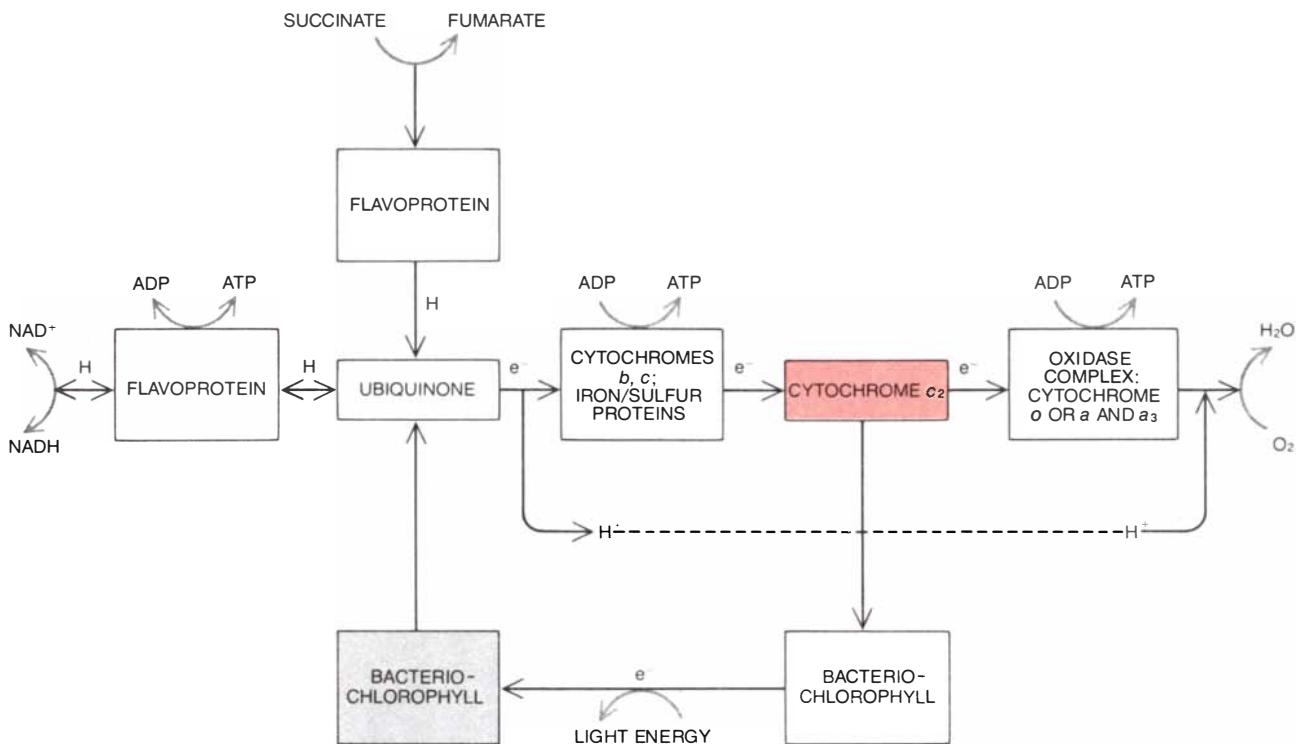 SUCCINATE FUMARATE
FLAVOPROTEIN
H
ADP ATP
ADP ATP
ADP ATP
NAD+
H
FLAVOPROTEIN
H
UBIQUINONE
e−
CYTOCHROMES
b, c;
IRON/SULFUR
PROTEINS
e−
CYTOCHROME c₂
e−
OXIDASE
COMPLEX:
CYTOCHROME
o OR a AND a₃
H₂O
NADH
O₂
H+
H+
BACTERIO-
CHLOROPHYLL
e−
LIGHT ENERGY
BACTERIO-
CHLOROPHYLL